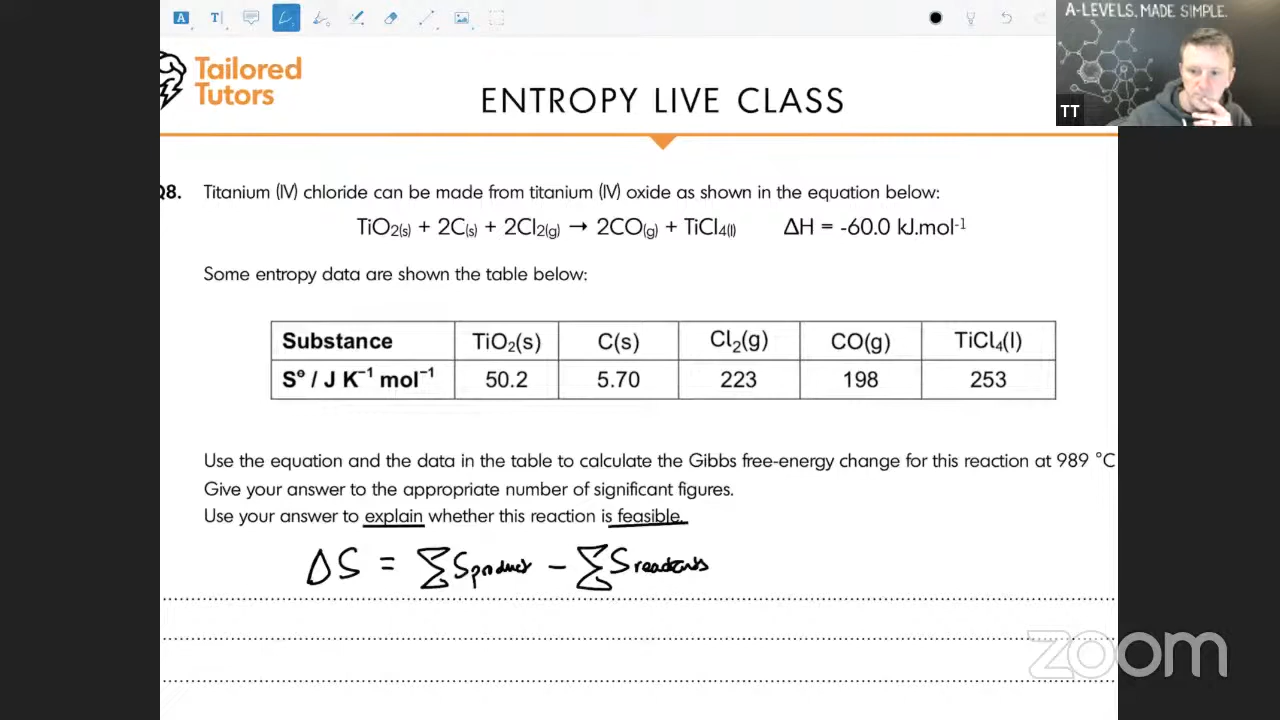 A-LEVELS, MADE SIMPLE.
TT
Tailored
Tutors
ENTROPY LIVE CLASS
Q8. Titanium (IV) chloride can be made from titanium (IV) oxide as shown in the equation below:
TiO2(s) + 2C(s) + 2Cl2(g) → 2CO(g) + TiCl4(l) ΔH = -60.0 kJ.mol-1
Some entropy data are shown the table below:
Substance TiO₂(s) C(s) Cl₂(g) CO(g) TiCl₄(l)
S⦵ / J K⁻¹ mol⁻¹ 50.2 5.70 223 198 253
Use the equation and the data in the table to calculate the Gibbs free-energy change for this reaction at 989 °C
Give your answer to the appropriate number of significant figures.
Use your answer to explain whether this reaction is feasible.
ΔS = ΣSproduct – ΣSreactants
zoom